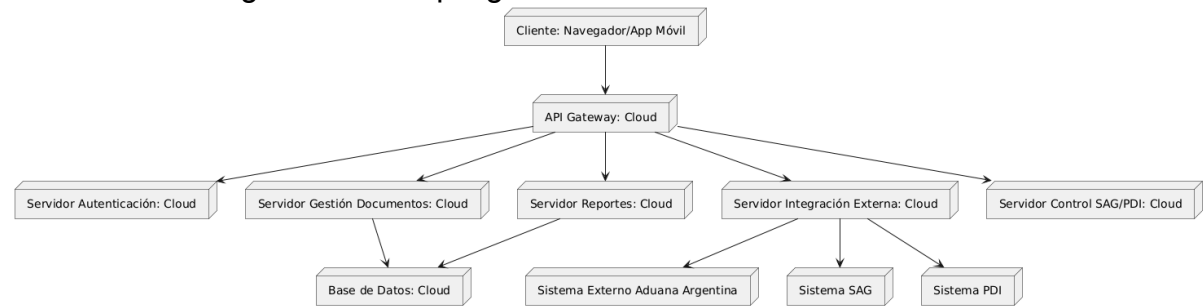 Cliente: Navegador/App Móvil
API Gateway: Cloud
Servidor Autenticación: Cloud
Servidor Gestión Documentos: Cloud
Servidor Reportes: Cloud
Servidor Integración Externa: Cloud
Servidor Control SAG/PDI: Cloud
Base de Datos: Cloud
Sistema Externo Aduana Argentina
Sistema SAG
Sistema PDI